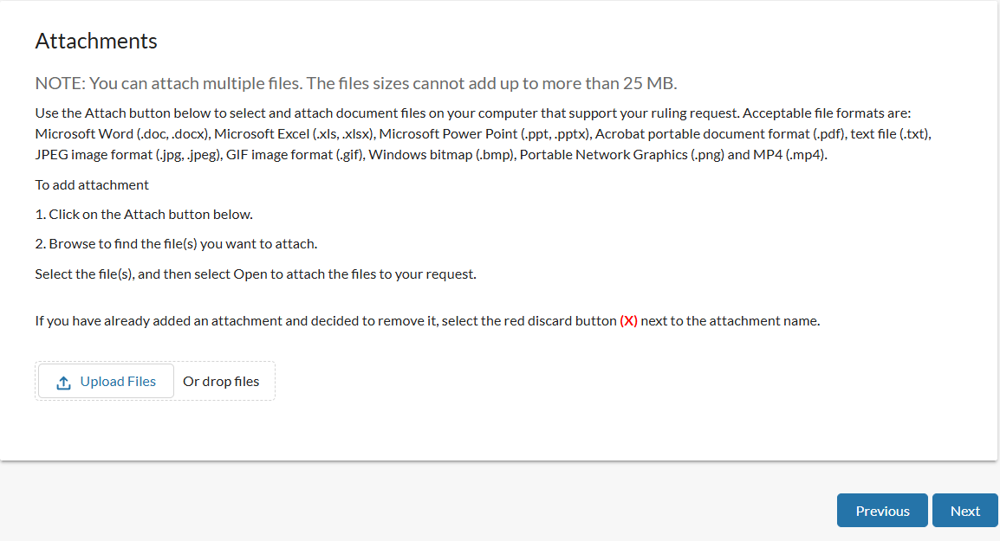 Attachments
NOTE: You can attach multiple files. The files sizes cannot add up to more than 25 MB.
Use the Attach button below to select and attach document files on your computer that support your ruling request. Acceptable file formats are:
Microsoft Word (.doc, .docx), Microsoft Excel (.xls, .xlsx), Microsoft Power Point (.ppt, .pptx), Acrobat portable document format (.pdf), text file (.txt),
JPEG image format (.jpg, .jpeg), GIF image format (.gif), Windows bitmap (.bmp), Portable Network Graphics (.png) and MP4 (.mp4).
To add attachment
1. Click on the Attach button below.
2. Browse to find the file(s) you want to attach.
Select the file(s), and then select Open to attach the files to your request.
If you have already added an attachment and decided to remove it, select the red discard button (X) next to the attachment name.
Upload Files Or drop files
Previous Next